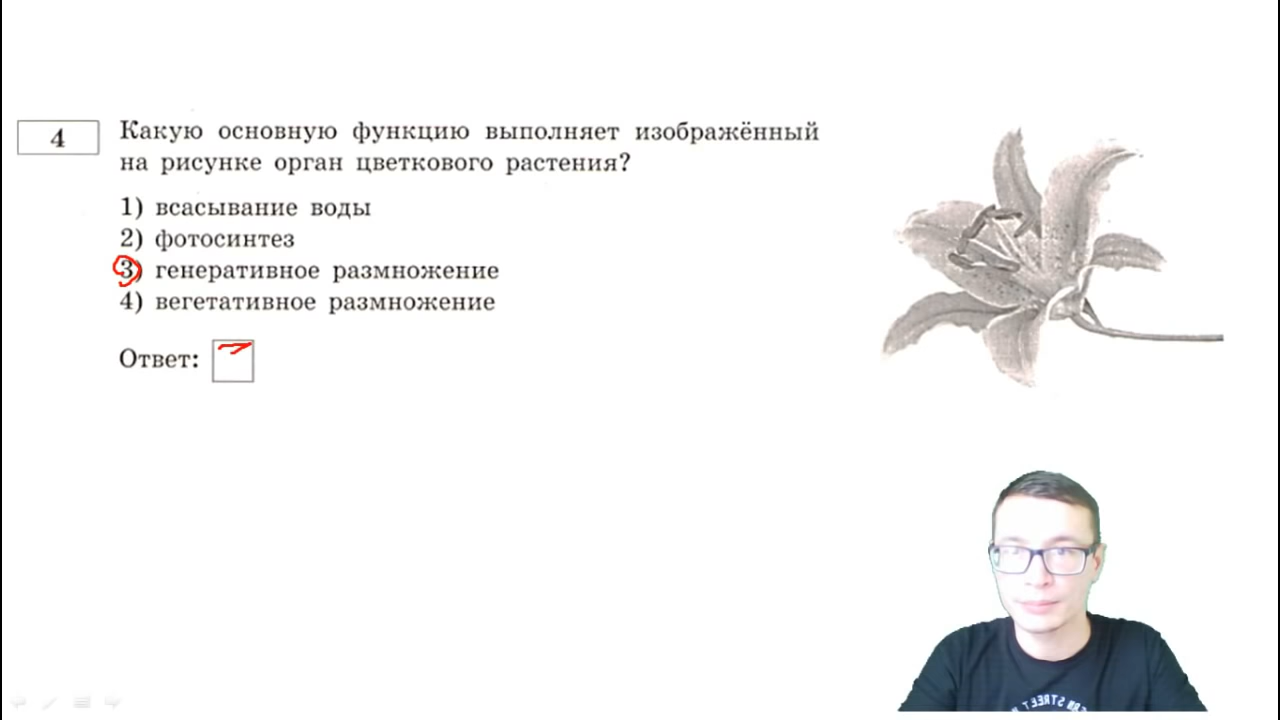 4
Какую основную функцию выполняет изображённый
на рисунке орган цветкового растения?
1) всасывание воды
2) фотосинтез
3) генеративное размножение
4) вегетативное размножение
Ответ: